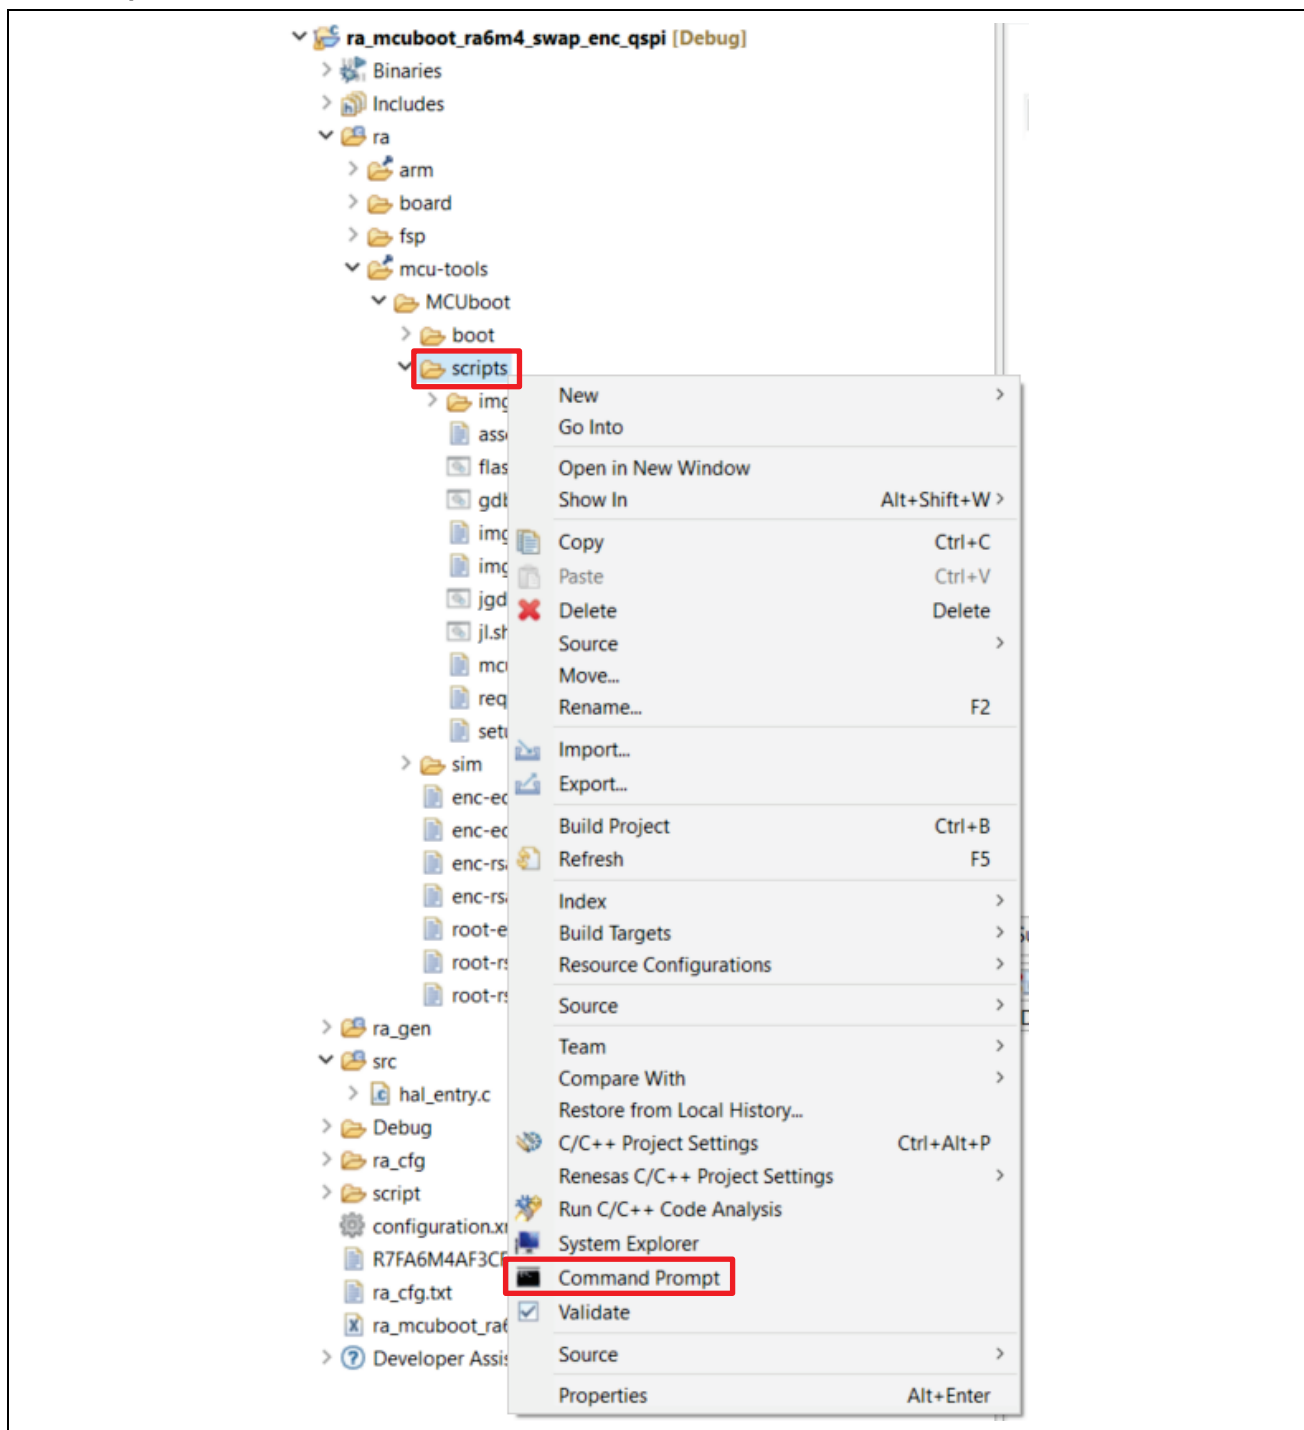 ra_mcuboot_ra6m4_swap_enc_qspi [Debug]
Binaries
Includes
ra
arm
board
fsp
mcu-tools
MCUboot
boot
scripts
sim
ra_gen
src
hal_entry.c
Debug
ra_cfg
script
ra_cfg.txt
New
Go Into
Open in New Window
Show In Alt+Shift+W
Copy Ctrl+C
Paste Ctrl+V
Delete Delete
Source
Move...
Rename... F2
Import...
Export...
Build Project Ctrl+B
Refresh F5
Index
Build Targets
Resource Configurations
Source
Team
Compare With
Restore from Local History...
C/C++ Project Settings Ctrl+Alt+P
Renesas C/C++ Project Settings
Run C/C++ Code Analysis
System Explorer
Command Prompt
Validate
Source
Properties Alt+Enter